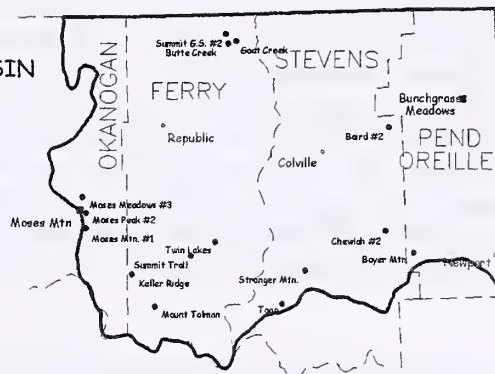 SIN
Summit G.S. #2
Butte Creek
Goat Creek
STEVENS
OKANOGAN
FERRY
Bunchgrass
Meadows
Republic
Bard #2
PEND
OREILLE
Colville
Moses Meadows #3
Moses Mtn
Moses Peak #2
Moses Mtn. #1
Twin Lakes
Chewlah #2
Summit Trail
Boyer Mtn.
Newport
Keller Ridge
Stranger Mtn.
Mount Tolman
Togo